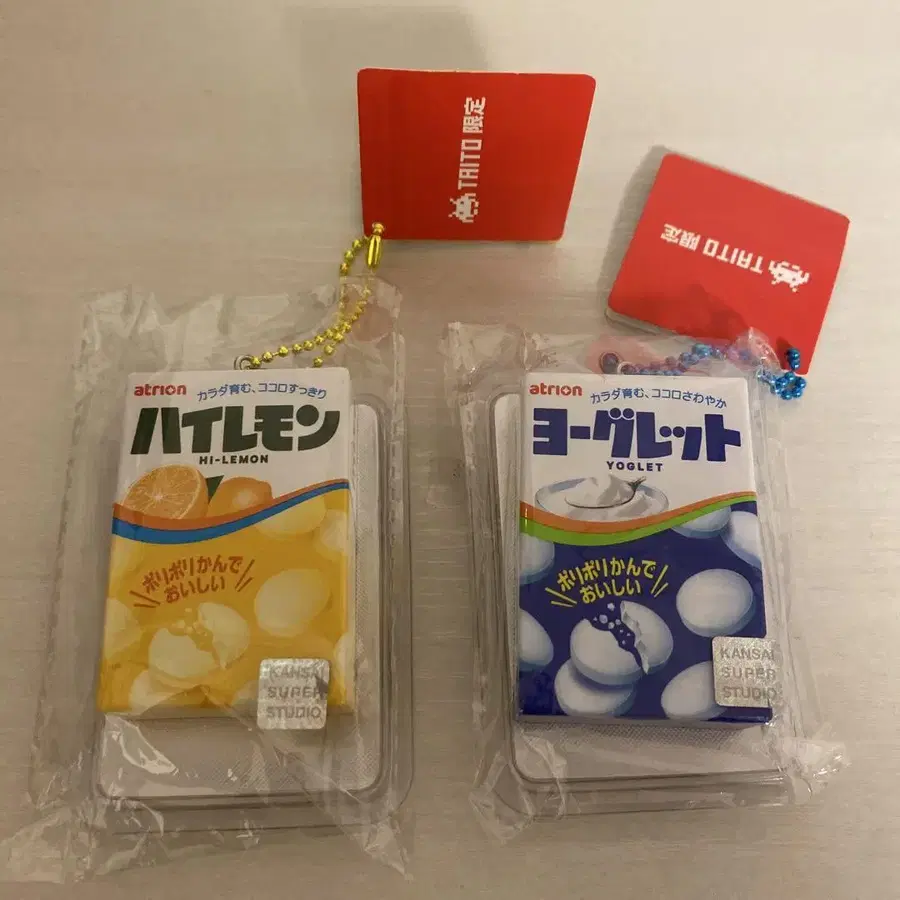 TAITO 限定
TAITO 限定
atrion
カラダ育む、ココロすっきり
ハイレモン
HI-LEMON
ポリポリかんで
おいしい
KANSAI
SUPER
STUDIO
atrion
カラダ育む、ココロさわやか
ヨーグレット
YOGLET
ポリポリかんで
おいしい
KANSAI
SUPER
STUDIO